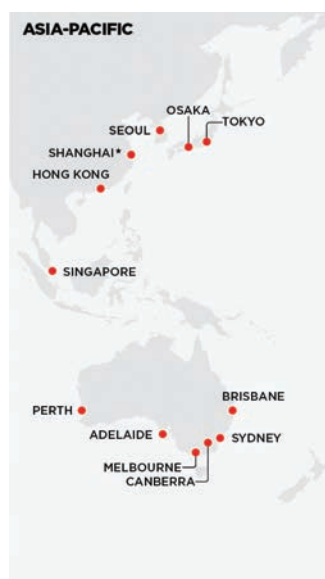 ASIA-PACIFIC
OSAKA
TOKYO
SEOUL
SHANGHAI★
HONG KONG
SINGAPORE
BRISBANE
PERTH
ADELAIDE
SYDNEY
MELBOURNE
CANBERRA